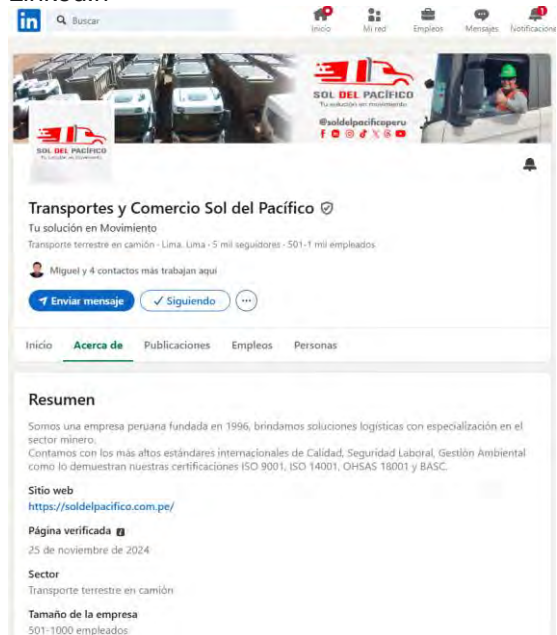 LinkedIn
in
Buscar
Inicio
Mi red
Empleos
Mensajes
Notificacione
SOL DEL PACÍFICO
Tu solución en movimiento
@soldelpacificoperu
SOL DEL PACÍFICO
Tu solución en movimiento
Transportes y Comercio Sol del Pacífico
Tu solución en Movimiento
Transporte terrestre en camión · Lima, Lima · 5 mil seguidores · 501-1 mil empleados
Miguel y 4 contactos más trabajan aquí
Enviar mensaje
Siguiendo
Inicio
Acerca de
Publicaciones
Empleos
Personas
Resumen
Somos una empresa peruana fundada en 1996, brindamos soluciones logísticas con especialización en el
sector minero.
Contamos con los más altos estándares internacionales de Calidad, Seguridad Laboral, Gestión Ambiental
como lo demuestran nuestras certificaciones ISO 9001, ISO 14001, OHSAS 18001 y BASC.
Sitio web
https://soldelpacifico.com.pe/
Página verificada
25 de noviembre de 2024
Sector
Transporte terrestre en camión
Tamaño de la empresa
501-1000 empleados